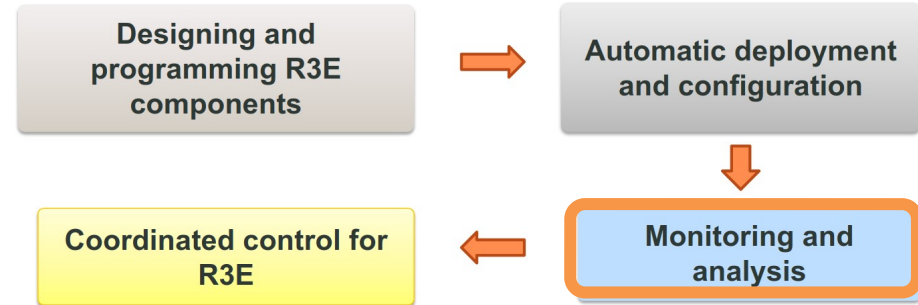 Designing and
programming R3E
components
Automatic deployment
and configuration
Coordinated control for
R3E
Monitoring and
analysis